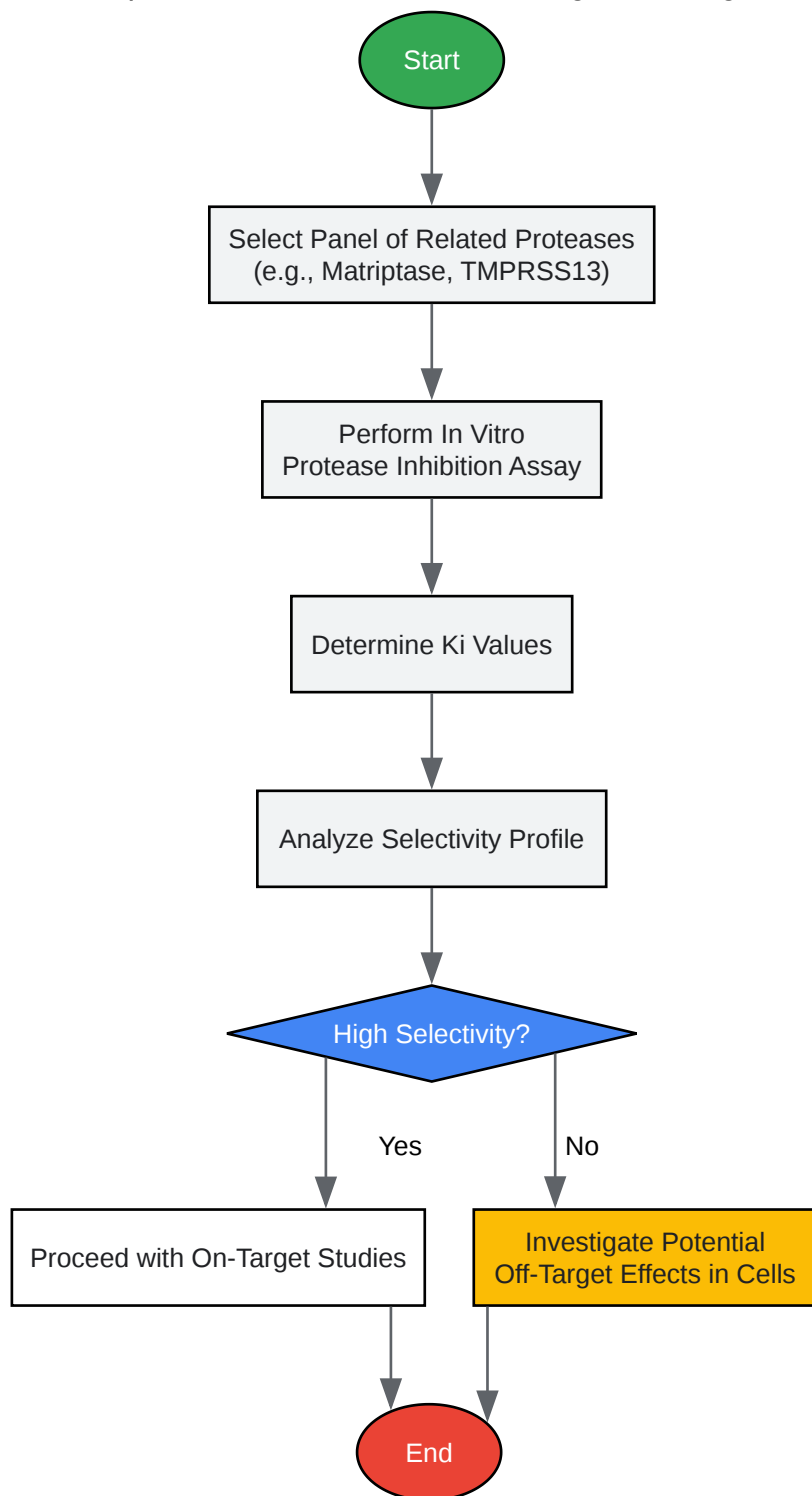 Start
Select Panel of Related Proteases
(e.g., Matriptase, TMPRSS13)
Perform In Vitro
Protease Inhibition Assay
Determine Ki Values
Analyze Selectivity Profile
High Selectivity?
Yes
No
Proceed with On-Target Studies
Investigate Potential
Off-Target Effects in Cells
End